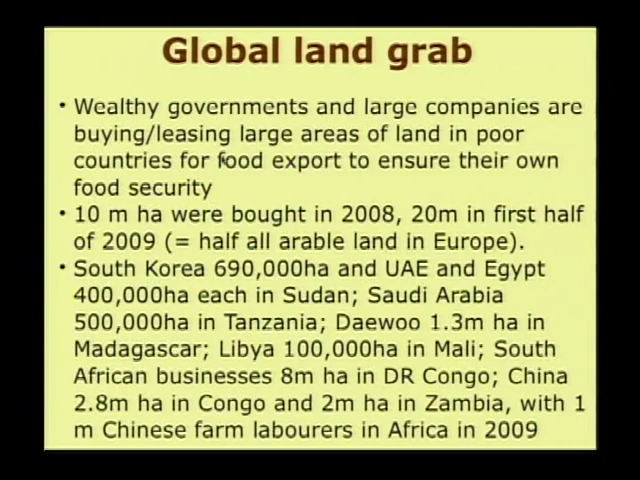 Global land grab
• Wealthy governments and large companies are
buying/leasing large areas of land in poor
countries for food export to ensure their own
food security
• 10 m ha were bought in 2008, 20m in first half
of 2009 (= half all arable land in Europe).
• South Korea 690,000ha and UAE and Egypt
400,000ha each in Sudan; Saudi Arabia
500,000ha in Tanzania; Daewoo 1.3m ha in
Madagascar; Libya 100,000ha in Mali; South
African businesses 8m ha in DR Congo; China
2.8m ha in Congo and 2m ha in Zambia, with 1
m Chinese farm labourers in Africa in 2009